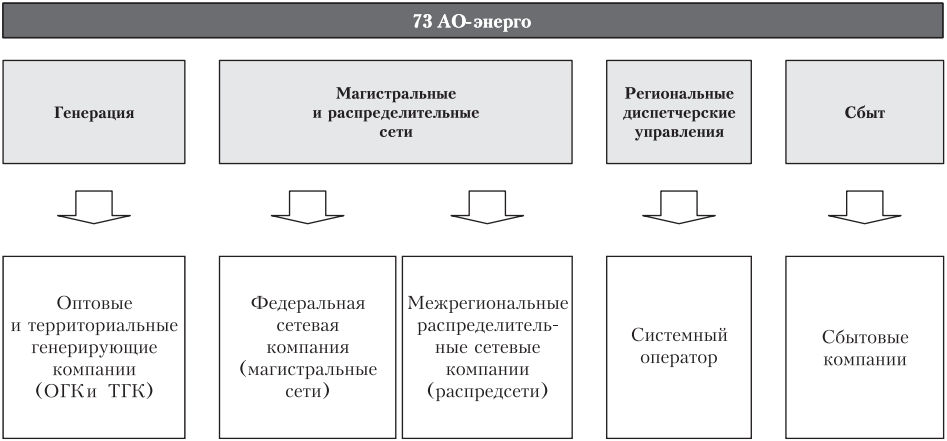 73 АО-энерго
Генерация
Магистральные
и распределительные
сети
Региональные
диспетчерские
управления
Сбыт
Оптовые
и территориальные
генерирующие
компании
(ОГКи ТГК)
Федеральная
сетевая
компания
(магистральные
сети)
Межрегиональные
распределитель-
ные сетевые
компании
(распредсети)
Системный
оператор
Сбытовые
компании